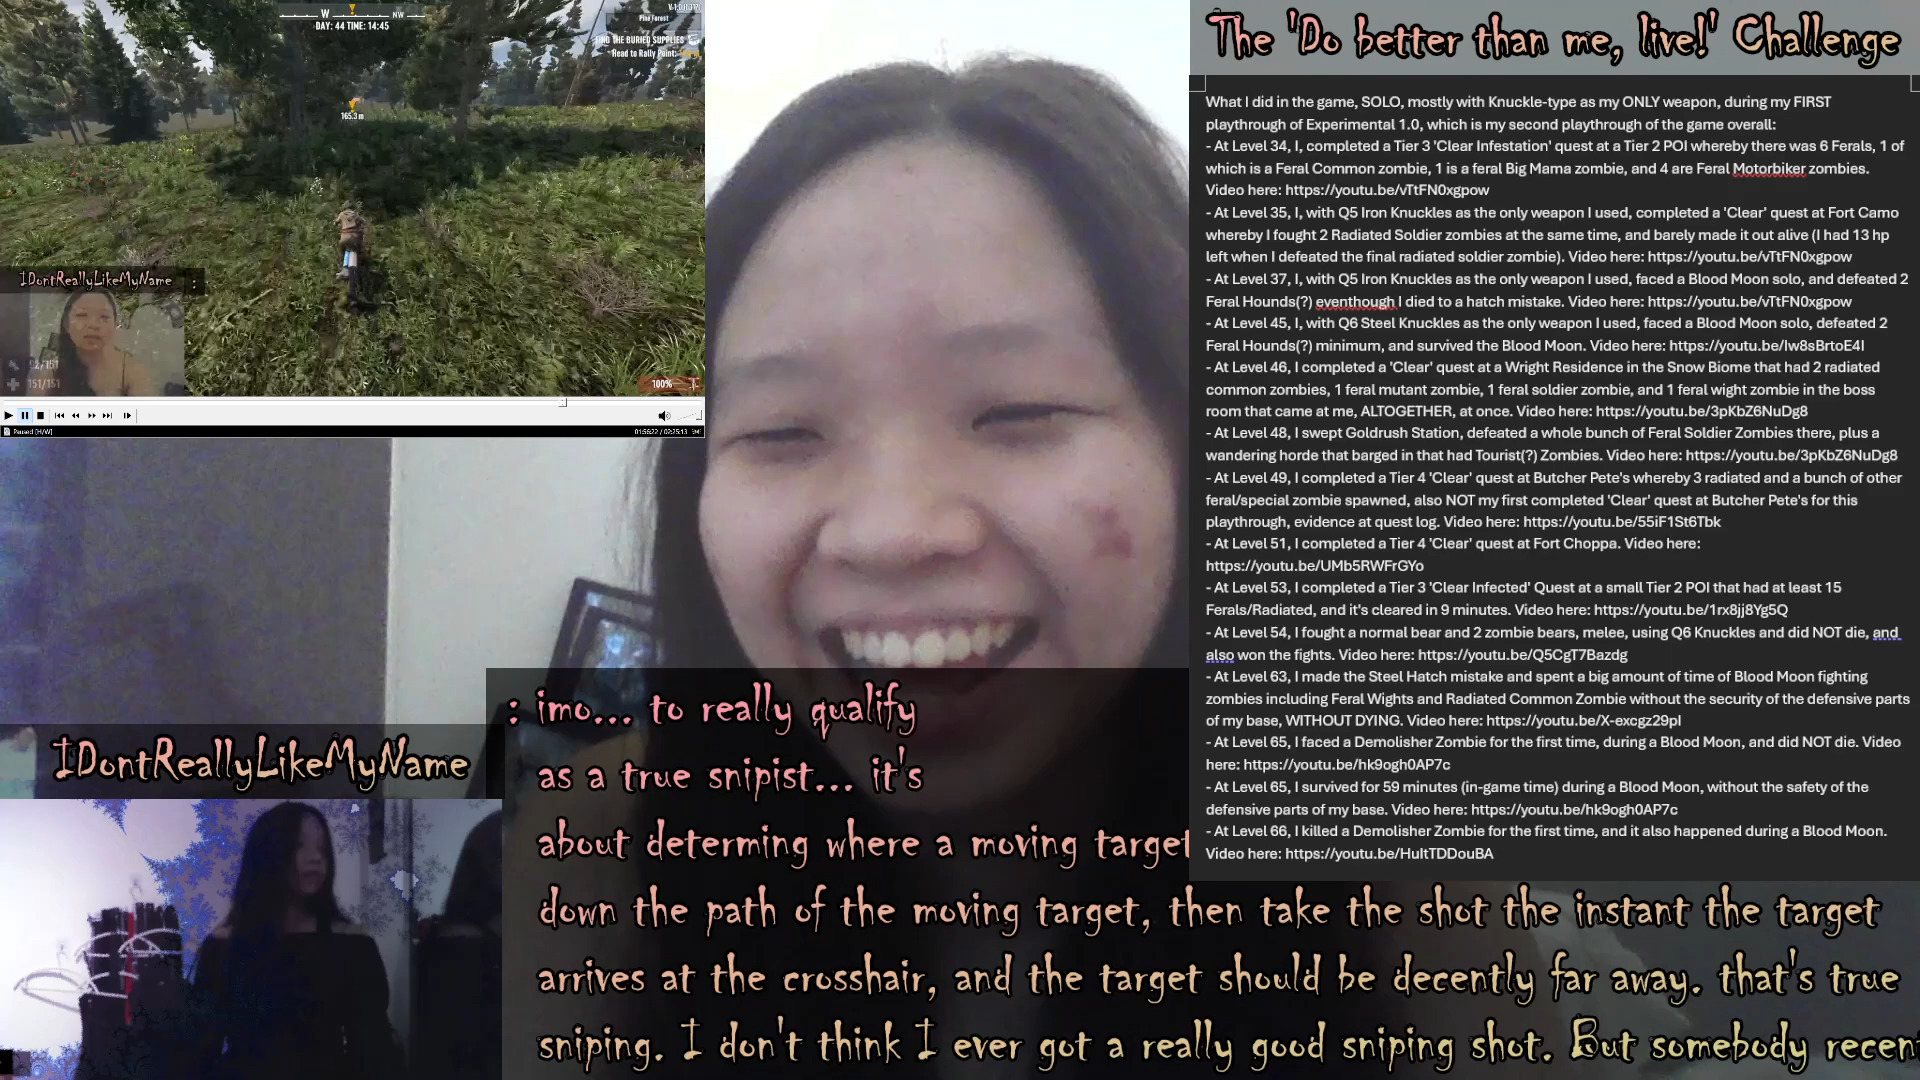 W
NW
DAY: 44 TIME: 14:45
Pine Forest
FIND THE BURIED SUPPLIES
Head to Rally Point:
165.3 m
IDontReallyLikeMyName :
92/151
151/151
100%
Paused [H/W]
01:56:22 / 02:25:13
The 'Do better than me, live!' Challenge
What I did in the game, SOLO, mostly with Knuckle-type as my ONLY weapon, during my FIRST
playthrough of Experimental 1.0, which is my second playthrough of the game overall:
- At Level 34, I, completed a Tier 3 'Clear Infestation' quest at a Tier 2 POI whereby there was 6 Ferals, 1 of
which is a Feral Common zombie, 1 is a feral Big Mama zombie, and 4 are Feral Motorbiker zombies.
Video here: https://youtu.be/vTtFN0xgpow
- At Level 35, I, with Q5 Iron Knuckles as the only weapon I used, completed a 'Clear' quest at Fort Camo
whereby I fought 2 Radiated Soldier zombies at the same time, and barely made it out alive (I had 13 hp
left when I defeated the final radiated soldier zombie). Video here: https://youtu.be/vTtFN0xgpow
- At Level 37, I, with Q5 Iron Knuckles as the only weapon I used, faced a Blood Moon solo, and defeated 2
Feral Hounds(?) eventhough I died to a hatch mistake. Video here: https://youtu.be/vTtFN0xgpow
- At Level 45, I, with Q6 Steel Knuckles as the only weapon I used, faced a Blood Moon solo, defeated 2
Feral Hounds(?) minimum, and survived the Blood Moon. Video here: https://youtu.be/Iw8sBrtoE4I
- At Level 46, I completed a 'Clear' quest at a Wright Residence in the Snow Biome that had 2 radiated
common zombies, 1 feral mutant zombie, 1 feral soldier zombie, and 1 feral wight zombie in the boss
room that came at me, ALTOGETHER, at once. Video here: https://youtu.be/3pKbZ6NuDg8
- At Level 48, I swept Goldrush Station, defeated a whole bunch of Feral Soldier Zombies there, plus a
wandering horde that barged in that had Tourist(?) Zombies. Video here: https://youtu.be/3pKbZ6NuDg8
- At Level 49, I completed a Tier 4 'Clear' quest at Butcher Pete's whereby 3 radiated and a bunch of other
feral/special zombie spawned, also NOT my first completed 'Clear' quest at Butcher Pete's for this
playthrough, evidence at quest log. Video here: https://youtu.be/55iF1St6Tbk
- At Level 51, I completed a Tier 4 'Clear' quest at Fort Choppa. Video here:
https://youtu.be/UMb5RWFrGYo
- At Level 53, I completed a Tier 3 'Clear Infected' Quest at a small Tier 2 POI that had at least 15
Ferals/Radiated, and it's cleared in 9 minutes. Video here: https://youtu.be/1rx8jj8Yg5Q
- At Level 54, I fought a normal bear and 2 zombie bears, melee, using Q6 Knuckles and did NOT die, and
also won the fights. Video here: https://youtu.be/Q5CgT7Bazdg
- At Level 63, I made the Steel Hatch mistake and spent a big amount of time of Blood Moon fighting
zombies including Feral Wights and Radiated Common Zombie without the security of the defensive parts
of my base, WITHOUT DYING. Video here: https://youtu.be/X-excgz29pI
- At Level 65, I faced a Demolisher Zombie for the first time, during a Blood Moon, and did NOT die. Video
here: https://youtu.be/hk9ogh0AP7c
- At Level 65, I survived for 59 minutes (in-game time) during a Blood Moon, without the safety of the
defensive parts of my base. Video here: https://youtu.be/hk9ogh0AP7c
- At Level 66, I killed a Demolisher Zombie for the first time, and it also happened during a Blood Moon.
Video here: https://youtu.be/HuItTDDouBA
IDontReallyLikeMyName
: imo... to really qualify
as a true snipist... it's
about determing where a moving target
down the path of the moving target, then take the shot the instant the target
arrives at the crosshair, and the target should be decently far away. that's true
sniping. I don't think I ever got a really good sniping shot. But somebody recen